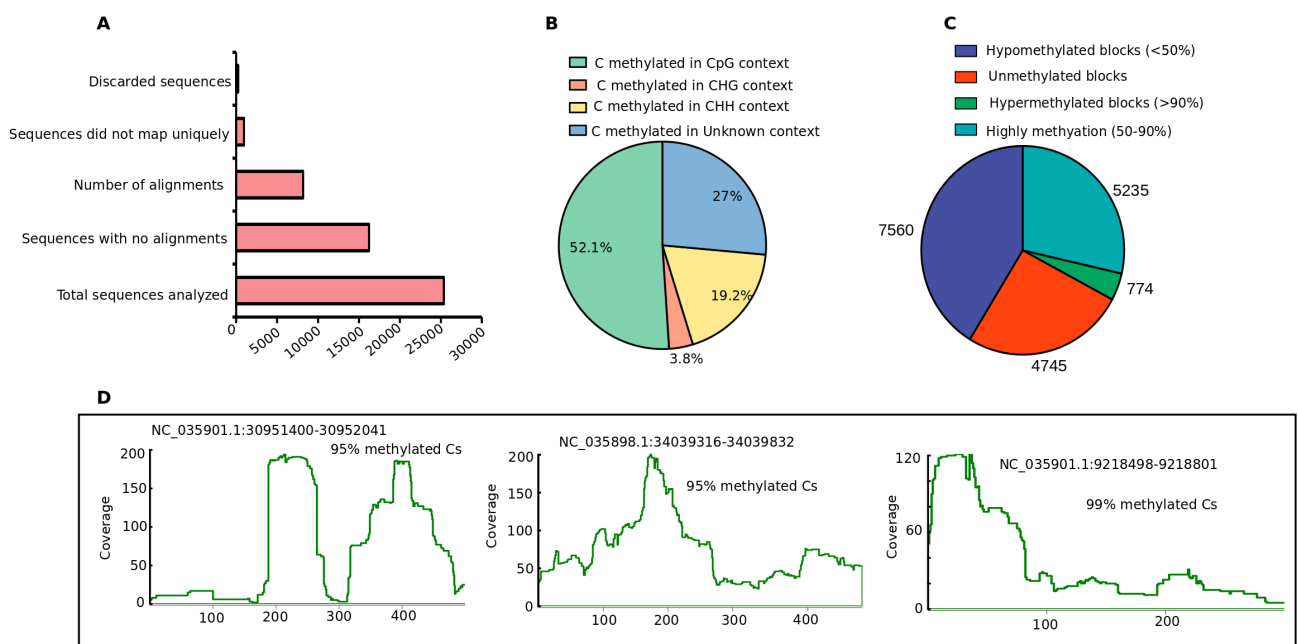 A
Discarded sequences
Sequences did not map uniquely
Number of alignments
Sequences with no alignments
Total sequences analyzed
0 5000 10000 15000 20000 25000 30000
B
C methylated in CpG context
C methylated in CHG context
C methylated in CHH context
C methylated in Unknown context
27%
52.1%
19.2%
3.8%
C
Hypomethylated blocks (<50%)
Unmethylated blocks
Hypermethylated blocks (>90%)
Highly methyation (50-90%)
5235
7560
774
4745
D
NC_035901.1:30951400-30952041
95% methylated Cs
Coverage
200
150
100
50
0
100 200 300 400
NC_035898.1:34039316-34039832
95% methylated Cs
Coverage
200
150
100
50
0
100 200 300 400
NC_035901.1:9218498-9218801
99% methylated Cs
Coverage
120
60
0
100 200